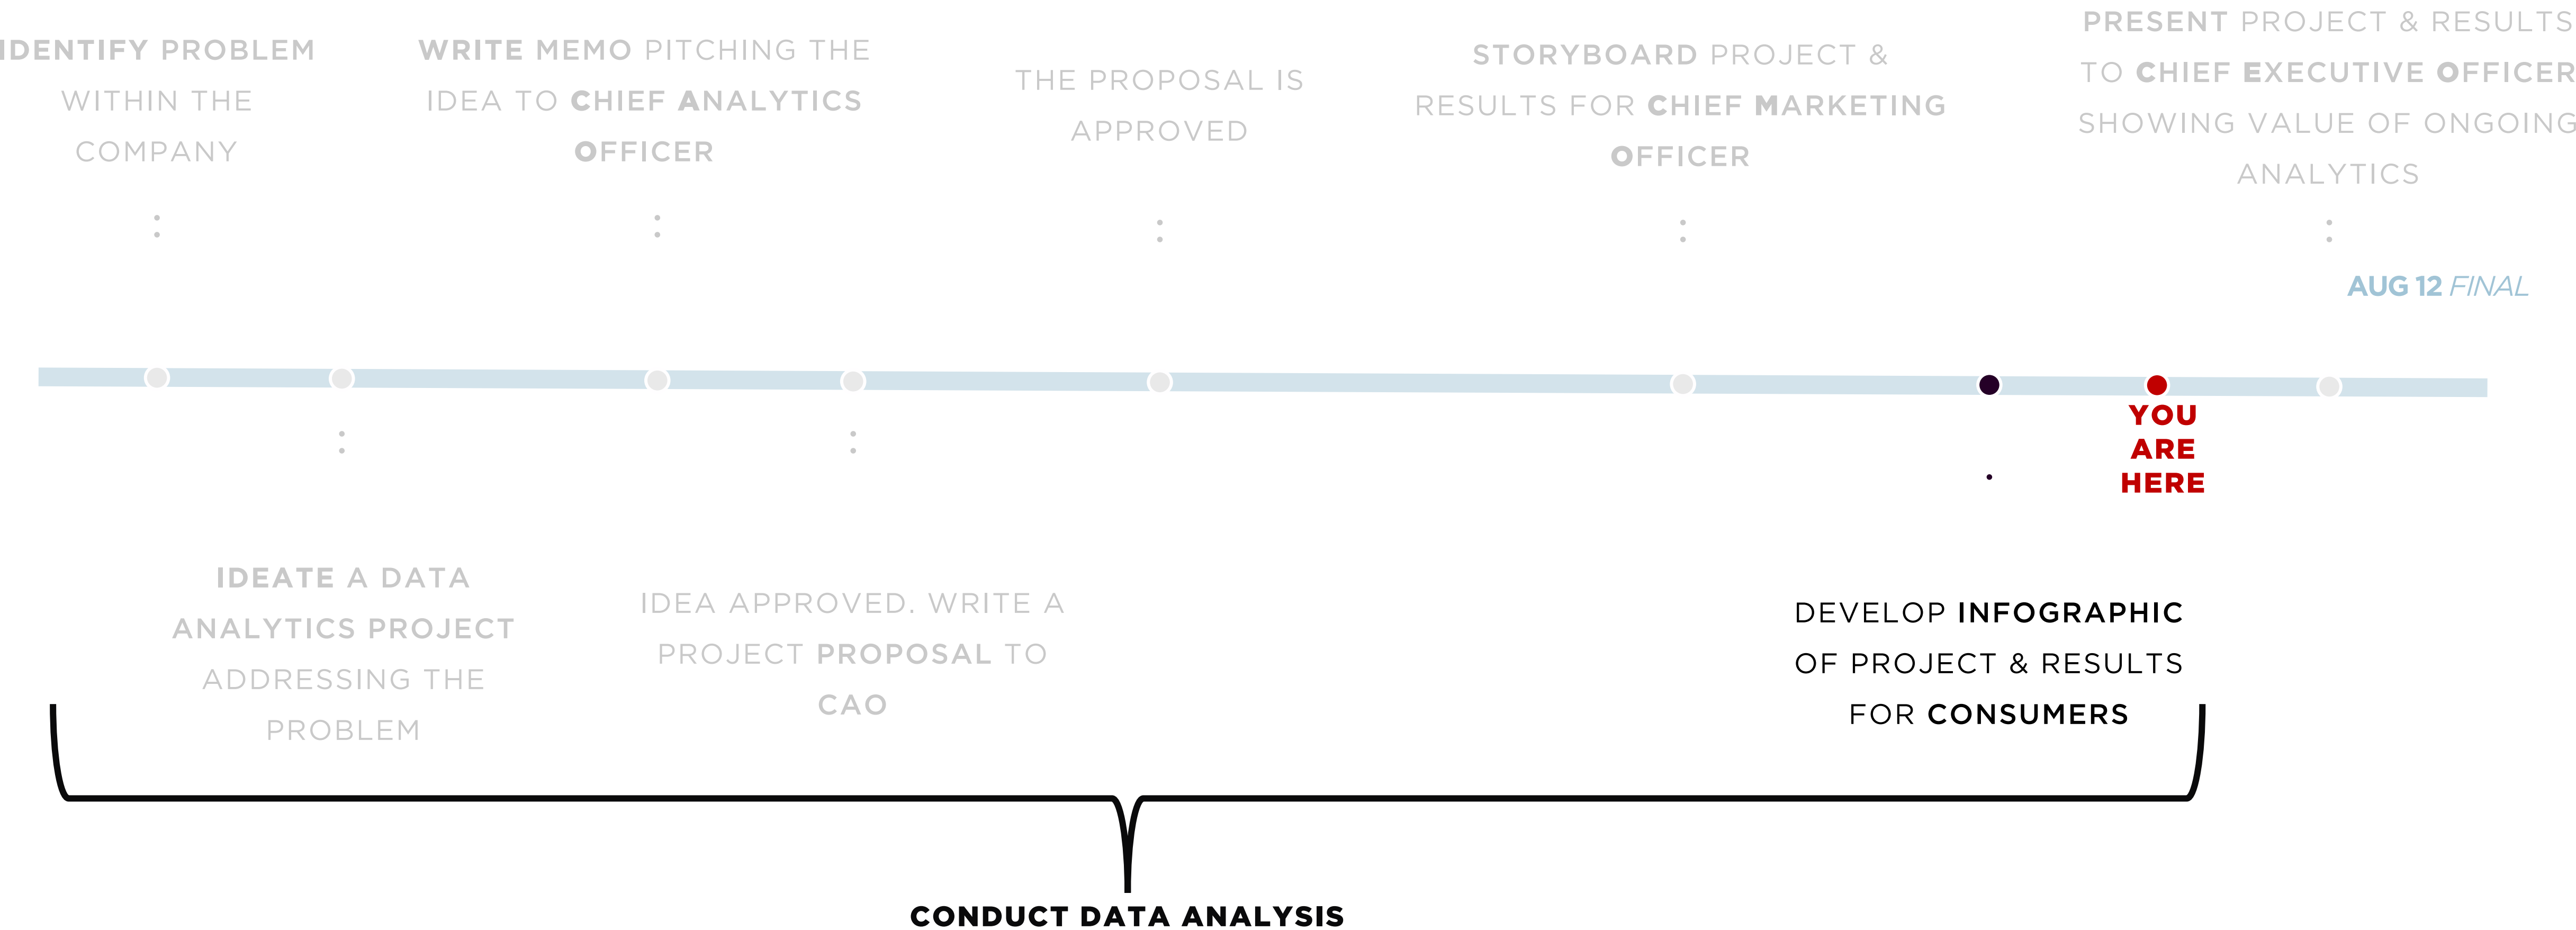 IDENTIFY PROBLEM
WITHIN THE
COMPANY
WRITE MEMO PITCHING THE
IDEA TO CHIEF ANALYTICS
OFFICER
THE PROPOSAL IS
APPROVED
STORYBOARD PROJECT &
RESULTS FOR CHIEF MARKETING
OFFICER
PRESENT PROJECT & RESULTS
TO CHIEF EXECUTIVE OFFICER
SHOWING VALUE OF ONGOING
ANALYTICS
AUG 12 FINAL
YOU
ARE
HERE
IDEATE A DATA
ANALYTICS PROJECT
ADDRESSING THE
PROBLEM
IDEA APPROVED. WRITE A
PROJECT PROPOSAL TO
CAO
DEVELOP INFOGRAPHIC
OF PROJECT & RESULTS
FOR CONSUMERS
CONDUCT DATA ANALYSIS